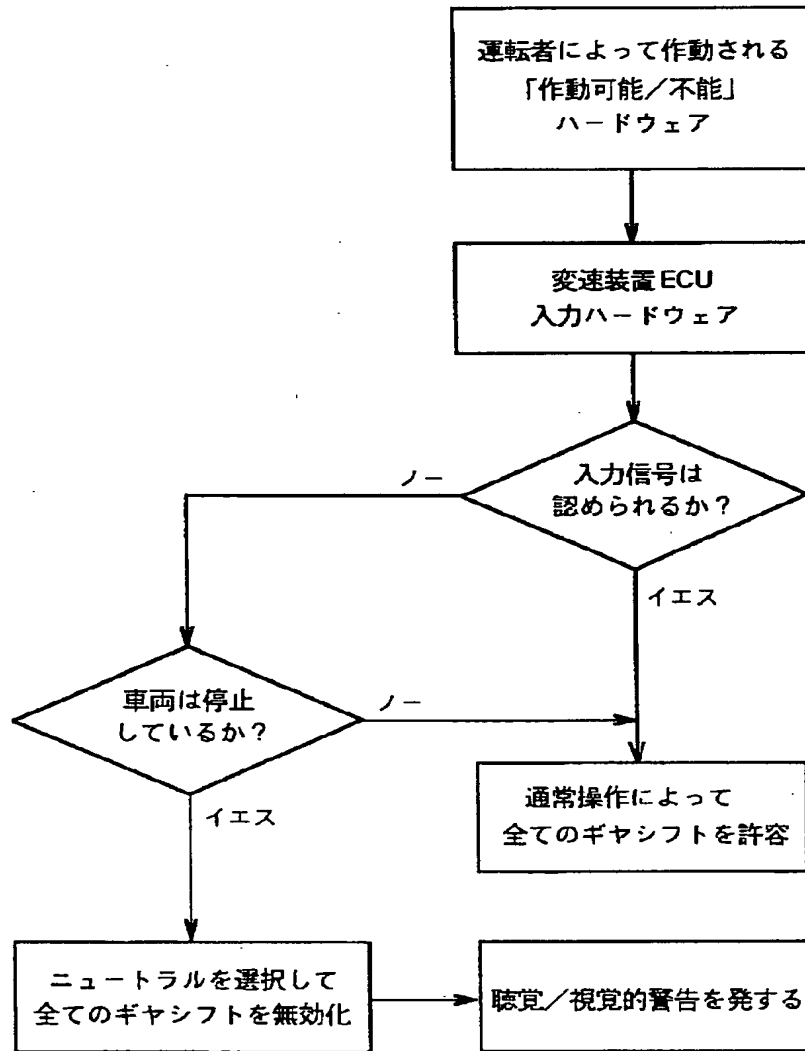 運転者によって作動される
「作動可能／不能」
ハードウェア
変速装置ECU
入力ハードウェア
入力信号は
認められるか？
ノー
イエス
車両は停止
しているか？
ノー
イエス
通常操作によって
全てのギヤシフトを許容
ニュートラルを選択して
全てのギヤシフトを無効化
聴覚／視覚的警告を発する